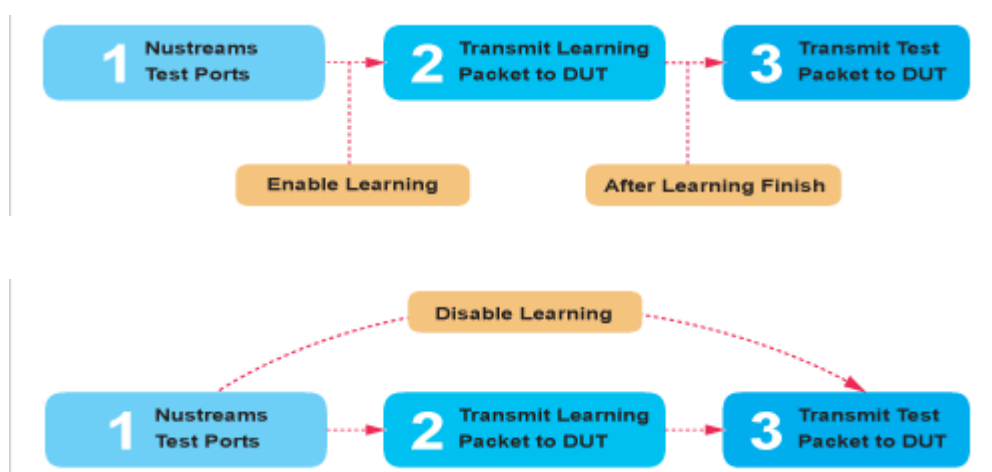 1 Nustreams
Test Ports
2 Transmit Learning
Packet to DUT
3 Transmit Test
Packet to DUT
Enable Learning
After Learning Finish
Disable Learning
1 Nustreams
Test Ports
2 Transmit Learning
Packet to DUT
3 Transmit Test
Packet to DUT